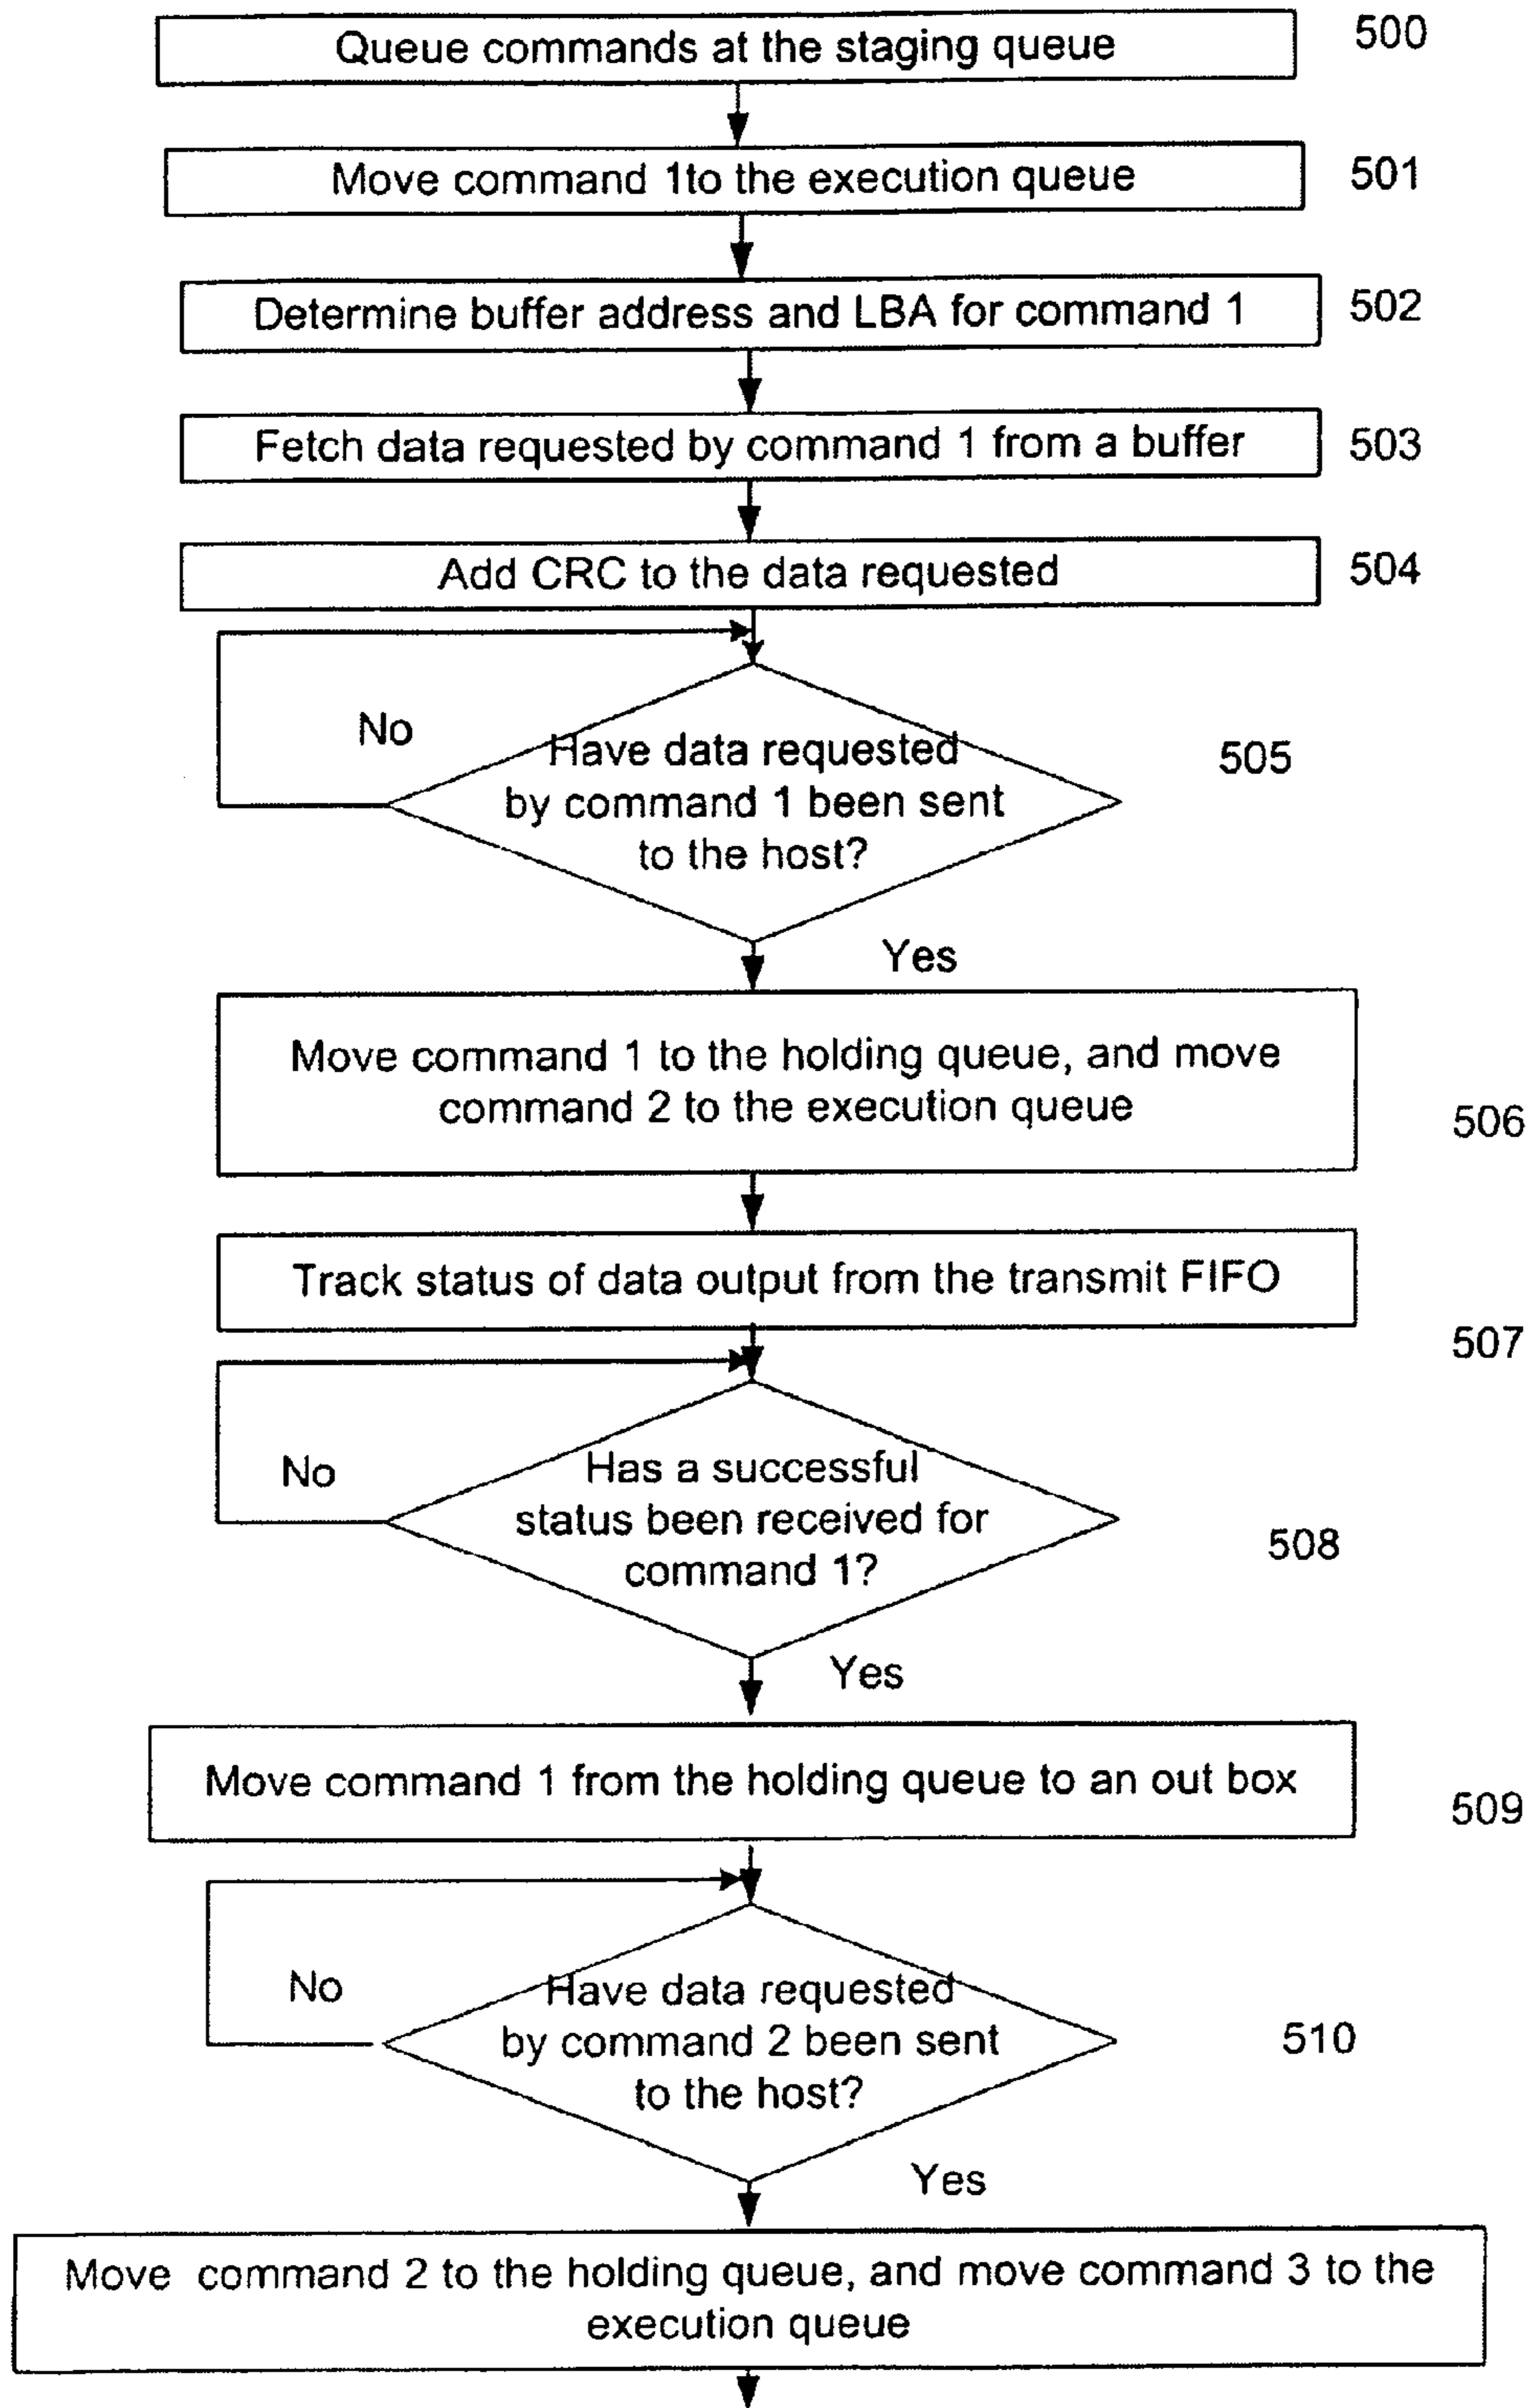 Queue commands at the staging queue
500
Move command 1to the execution queue
501
Determine buffer address and LBA for command 1
502
Fetch data requested by command 1 from a buffer
503
Add CRC to the data requested
504
No
Have data requested
by command 1 been sent
to the host?
505
Yes
Move command 1 to the holding queue, and move
command 2 to the execution queue
506
Track status of data output from the transmit FIFO
507
No
Has a successful
status been received for
command 1?
508
Yes
Move command 1 from the holding queue to an out box
509
No
Have data requested
by command 2 been sent
to the host?
510
Yes
Move command 2 to the holding queue, and move command 3 to the
execution queue